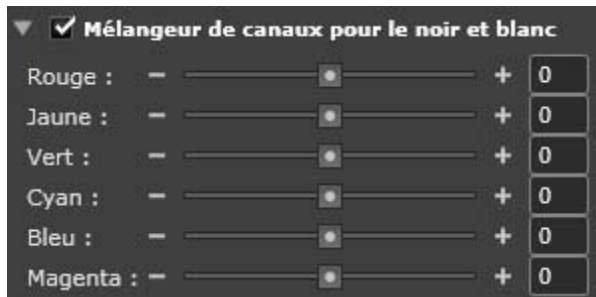 Mélangeur de canaux pour le noir et blanc
Rouge : 0
Jaune : 0
Vert : 0
Cyan : 0
Bleu : 0
Magenta : 0